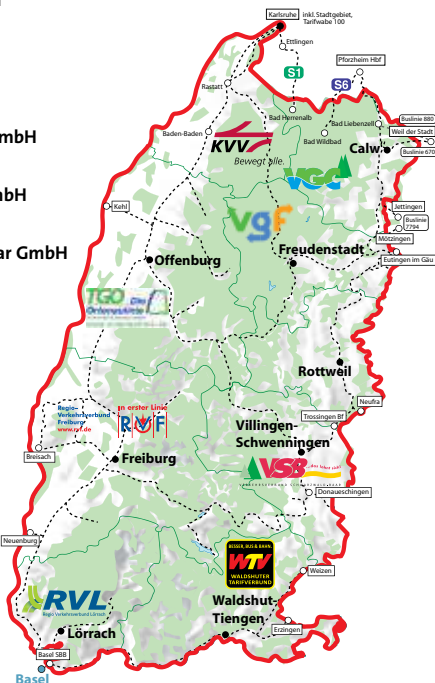 Karlsruhe
inkl. Stadtgebiet,
Tarifwabe 100
Ettlingen
Pforzheim Hbf
S1
S6
Rastatt
Bad Herrenalb
Bad Liebenzell
Buslinie 880
Weil der Stadt
Buslinie 670
Baden-Baden
Bad Wildbad
mbH
KVV
Bewegt alle.
Calw
VGC
bH
Kehl
vgf
Jettingen
Buslinie
7794
Mötzingen
ar GmbH
Offenburg
Freudenstadt
Eutingen im Gäu
TGO
Die
Ortenaulinie
Rottweil
Neufra
Regio-
Verkehrsverbund
Freiburg
www.rvf.de
in erster Linie
RVF
Trossingen Bf
Villingen-
Schwenningen
Breisach
Freiburg
VSB
VERKEHRSVERBUND SCHWARZWALD-BAAR
Donaueschingen
Neuenburg
BESSER, BUS & BAHN.
WTV
WALDSHUTER
TARIFVERBUND
Weizen
RVL
Regio Verkehrsverbund Lörrach
Waldshut-
Tiengen
Lörrach
Erzingen
Basel SBB
Basel